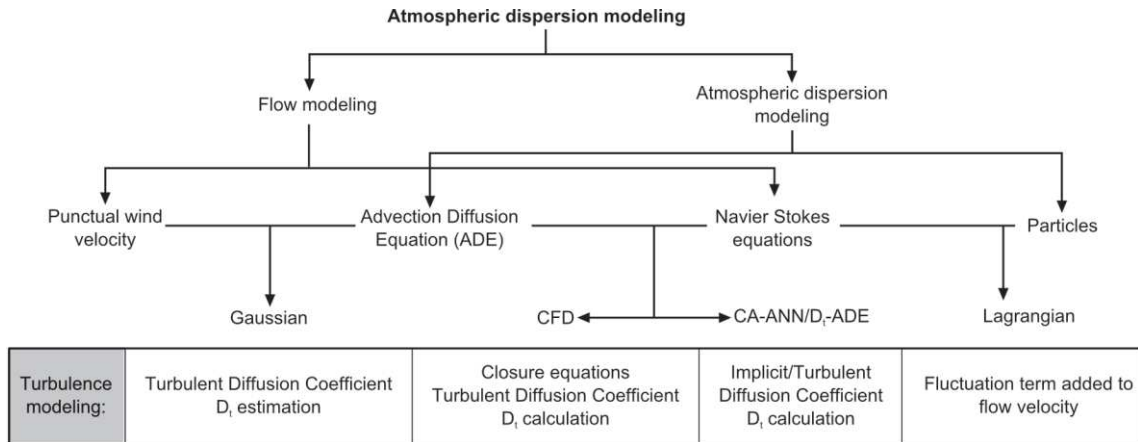 Atmospheric dispersion modeling
Flow modeling
Atmospheric dispersion
modeling
Punctual wind
velocity
Advection Diffusion
Equation (ADE)
Navier Stokes
equations
Particles
Gaussian
CFD
CA-ANN/Dₜ-ADE
Lagrangian
Turbulence
modeling:
Turbulent Diffusion Coefficient
Dₜ estimation
Closure equations
Turbulent Diffusion Coefficient
Dₜ calculation
Implicit/Turbulent
Diffusion Coefficient
Dₜ calculation
Fluctuation term added to
flow velocity